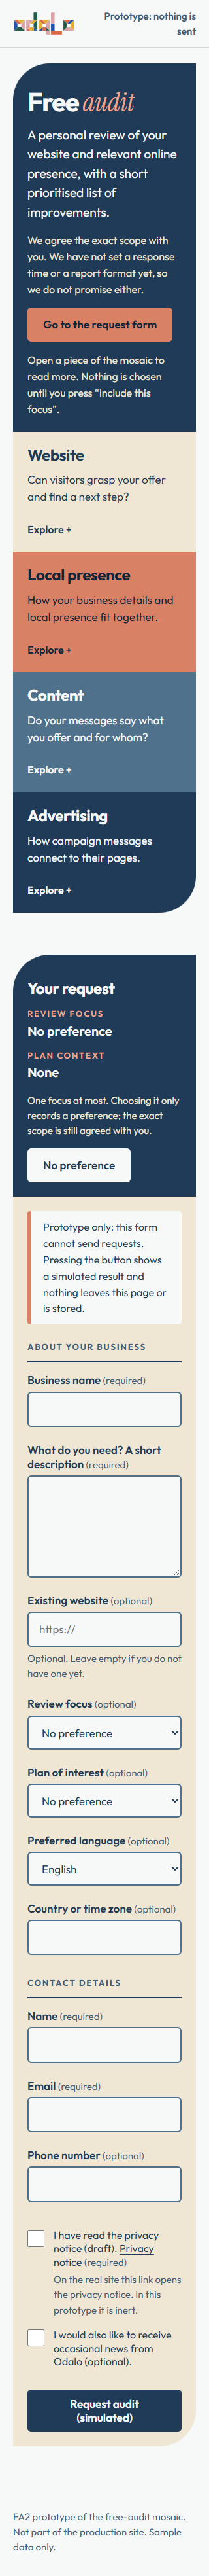 odalo
Prototype: nothing is
sent
Free audit
A personal review of your
website and relevant online
presence, with a short
prioritised list of
improvements.
We agree the exact scope with
you. We have not set a response
time or a report format yet, so
we do not promise either.
Go to the request form
Open a piece of the mosaic to
read more. Nothing is chosen
until you press “Include this
focus”.
Website
Can visitors grasp your offer
and find a next step?
Explore +
Local presence
How your business details and
local presence fit together.
Explore +
Content
Do your messages say what
you offer and for whom?
Explore +
Advertising
How campaign messages
connect to their pages.
Explore +
Your request
REVIEW FOCUS
No preference
PLAN CONTEXT
None
One focus at most. Choosing it only
records a preference; the exact
scope is still agreed with you.
No preference
Prototype only: this form
cannot send requests.
Pressing the button shows
a simulated result and
nothing leaves this page or
is stored.
ABOUT YOUR BUSINESS
Business name (required)
What do you need? A short
description (required)
Existing website (optional)
https://
Optional. Leave empty if you do not
have one yet.
Review focus (optional)
No preference
Plan of interest (optional)
No preference
Preferred language (optional)
English
Country or time zone (optional)
CONTACT DETAILS
Name (required)
Email (required)
Phone number (optional)
I have read the privacy
notice (draft). Privacy
notice (required)
On the real site this link opens
the privacy notice. In this
prototype it is inert.
I would also like to receive
occasional news from
Odalo (optional).
Request audit
(simulated)
FA2 prototype of the free-audit mosaic.
Not part of the production site. Sample
data only.